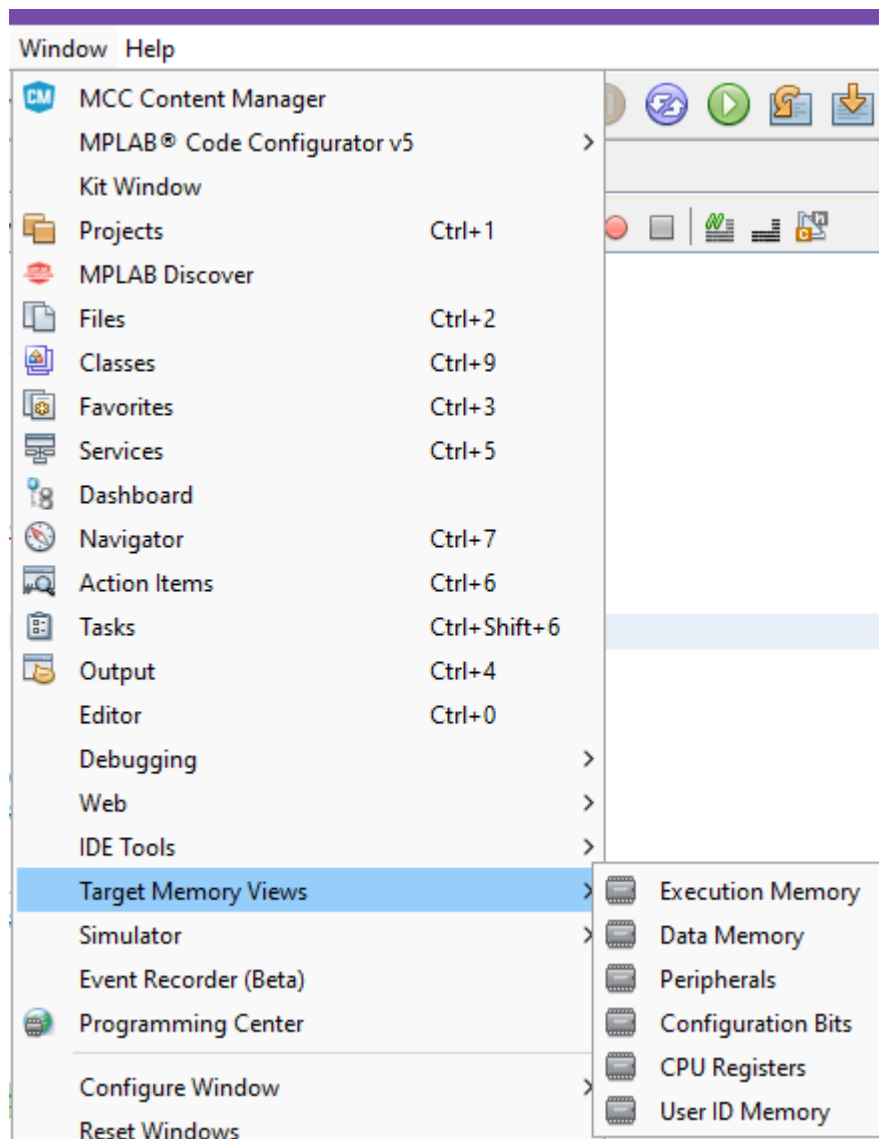 Window Help
MCC Content Manager
MPLAB® Code Configurator v5
Kit Window
Projects Ctrl+1
MPLAB Discover
Files Ctrl+2
Classes Ctrl+9
Favorites Ctrl+3
Services Ctrl+5
Dashboard
Navigator Ctrl+7
Action Items Ctrl+6
Tasks Ctrl+Shift+6
Output Ctrl+4
Editor Ctrl+0
Debugging
Web
IDE Tools
Target Memory Views
Simulator
Event Recorder (Beta)
Programming Center
Configure Window
Reset Windows
Execution Memory
Data Memory
Peripherals
Configuration Bits
CPU Registers
User ID Memory